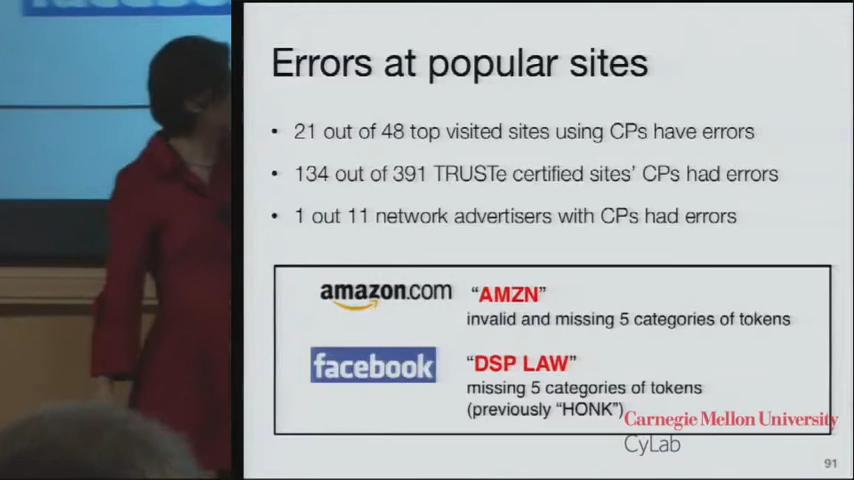 Errors at popular sites
• 21 out of 48 top visited sites using CPs have errors
• 134 out of 391 TRUSTe certified sites' CPs had errors
• 1 out 11 network advertisers with CPs had errors
amazon.com "AMZN"
invalid and missing 5 categories of tokens
facebook "DSP LAW"
missing 5 categories of tokens
(previously "HONK")
Carnegie Mellon University
CyLab
91